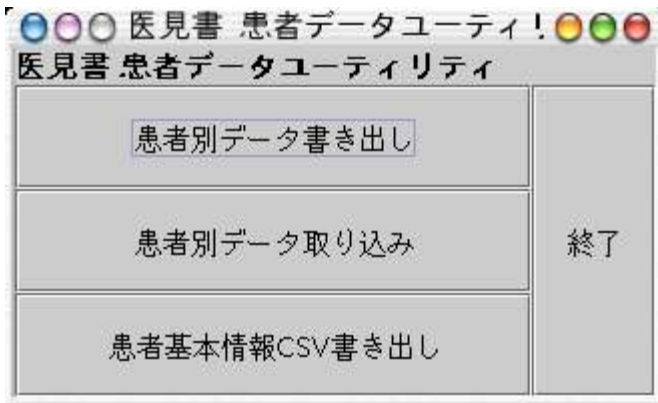 医見書 患者データユーティリ
医見書 患者データユーティリティ
患者別データ書き出し
患者別データ取り込み
終了
患者基本情報CSV書き出し